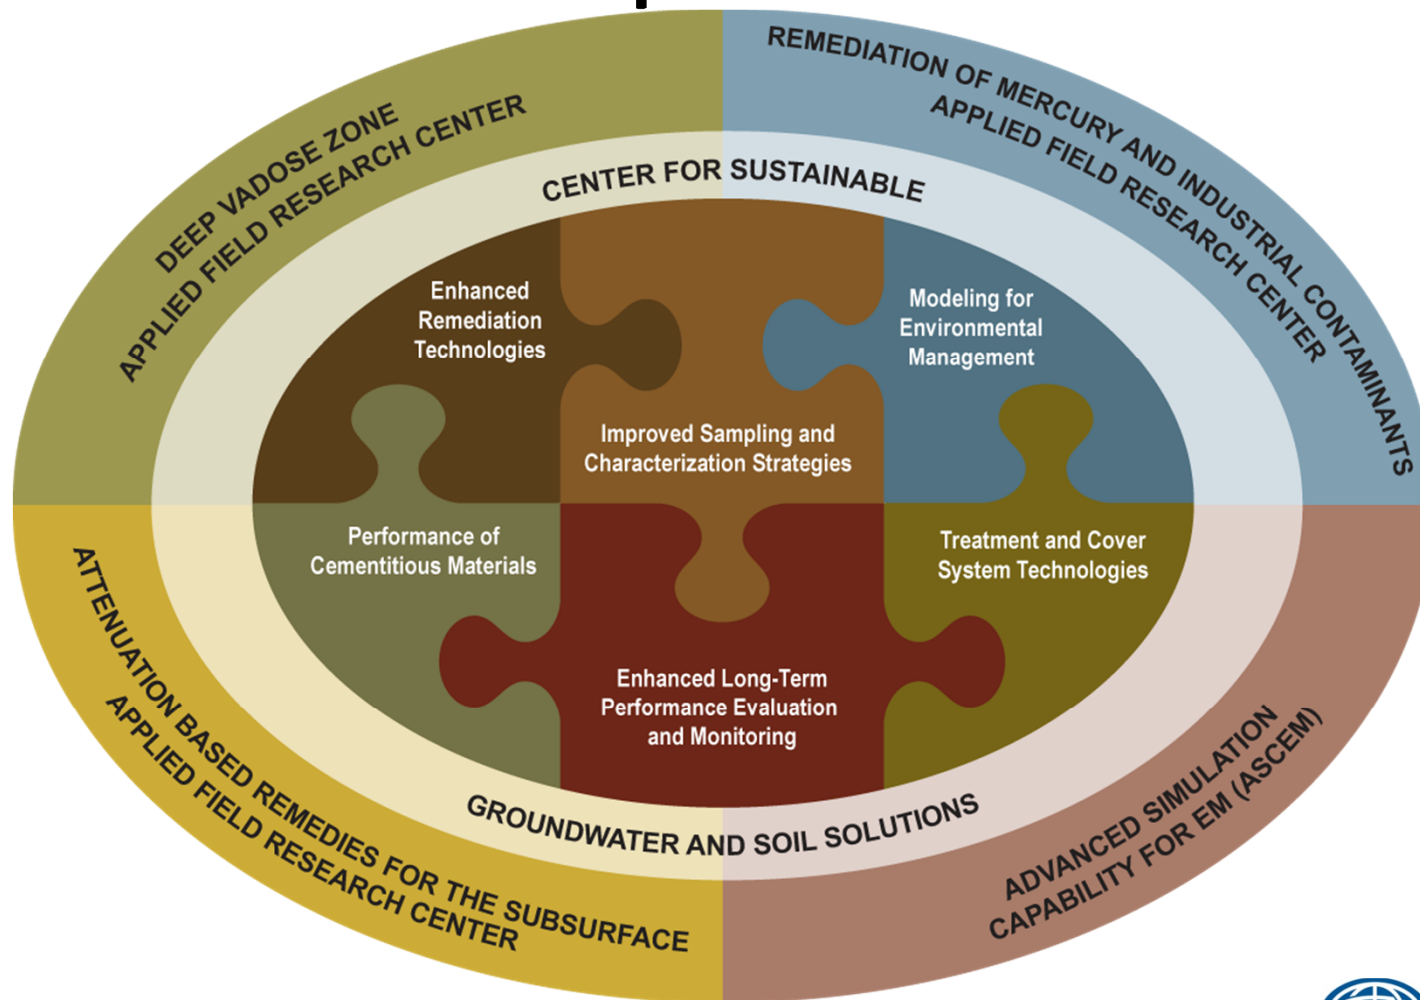 DEEP VADOSE ZONE
APPLIED FIELD RESEARCH CENTER
REMEDIATION OF MERCURY AND INDUSTRIAL CONTAMINANTS
APPLIED FIELD RESEARCH CENTER
CENTER FOR SUSTAINABLE
Enhanced
Remediation
Technologies
Modeling for
Environmental
Management
Improved Sampling and
Characterization Strategies
Performance of
Cementitious Materials
Treatment and Cover
System Technologies
Enhanced Long-Term
Performance Evaluation
and Monitoring
GROUNDWATER AND SOIL SOLUTIONS
ATTENUATION BASED REMEDIES FOR THE SUBSURFACE
APPLIED FIELD RESEARCH CENTER
ADVANCED SIMULATION
CAPABILITY FOR EM (ASCEM)